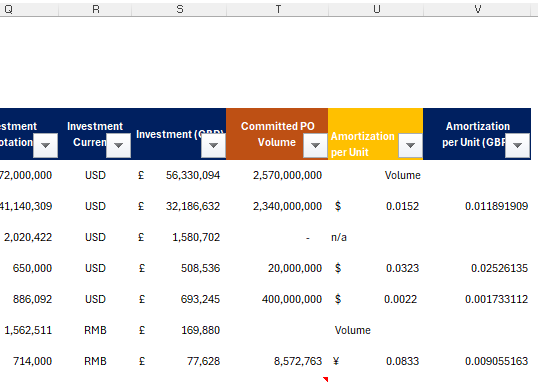 Q R S T U V
estment Investment Investment (GBP) Committed PO Amortization Amortization
otation Curren Volume per Unit per Unit (GBP
72,000,000 USD £ 56,330,094 2,570,000,000 Volume
41,140,309 USD £ 32,186,632 2,340,000,000 $ 0.0152 0.011891909
2,020,422 USD £ 1,580,702 - n/a
650,000 USD £ 508,536 20,000,000 $ 0.0323 0.02526135
886,092 USD £ 693,245 400,000,000 $ 0.0022 0.001733112
1,562,511 RMB £ 169,880 Volume
714,000 RMB £ 77,628 8,572,763 ¥ 0.0833 0.009055163